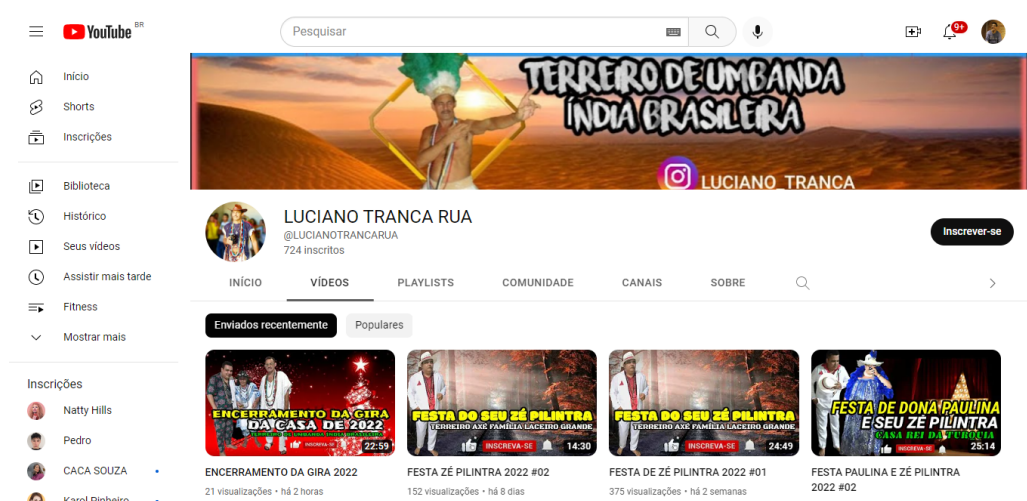 YouTube BR
Pesquisar
9+
Início
Shorts
Inscrições
Biblioteca
Histórico
Seus vídeos
Assistir mais tarde
Fitness
Mostrar mais
Inscrições
Natty Hills
Pedro
CACA SOUZA
Karol Pinheiro
TERREIRO DE UMBANDA
ÍNDIA BRASILEIRA
LUCIANO_TRANCA
LUCIANO TRANCA RUA
@LUCIANOTRANCARUA
724 inscritos
Inscrever-se
INÍCIO VÍDEOS PLAYLISTS COMUNIDADE CANAIS SOBRE
Enviados recentemente Populares
ENCERRAMENTO DA GIRA
DA CASA DE 2022
TERREIRO DE UMBANDA ÍNDIA BRASILEIRA
INSCREVA-SE
22:59
ENCERRAMENTO DA GIRA 2022
21 visualizações • há 2 horas
FESTA DO SEU ZÉ PILINTRA
TERREIRO AXÉ FAMÍLIA LACEIRO GRANDE
INSCREVA-SE
14:30
FESTA ZÉ PILINTRA 2022 #02
152 visualizações • há 8 dias
FESTA DO SEU ZÉ PILINTRA
TERREIRO AXÉ FAMÍLIA LACEIRO GRANDE
INSCREVA-SE
24:49
FESTA DE ZÉ PILINTRA 2022 #01
375 visualizações • há 2 semanas
FESTA DE DONA PAULINA
E SEU ZÉ PILINTRA
CASA REI DA TURQUIA
INSCREVA-SE
25:14
FESTA PAULINA E ZÉ PILINTRA
2022 #02